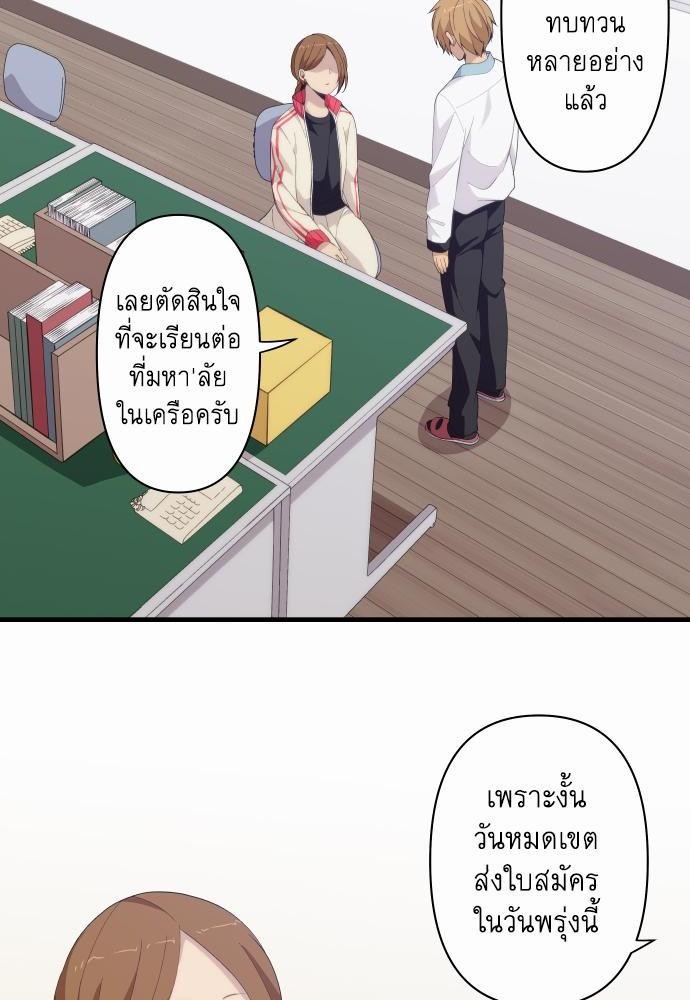 ทบทวน
หลายอย่าง
แล้ว
เลยตัดสินใจ
ที่จะเรียนต่อ
ที่มหา'ลัย
ในเครือครับ
เพราะงั้น
วันหมดเขต
ส่งใบสมัคร
ในวันพรุ่งนี้